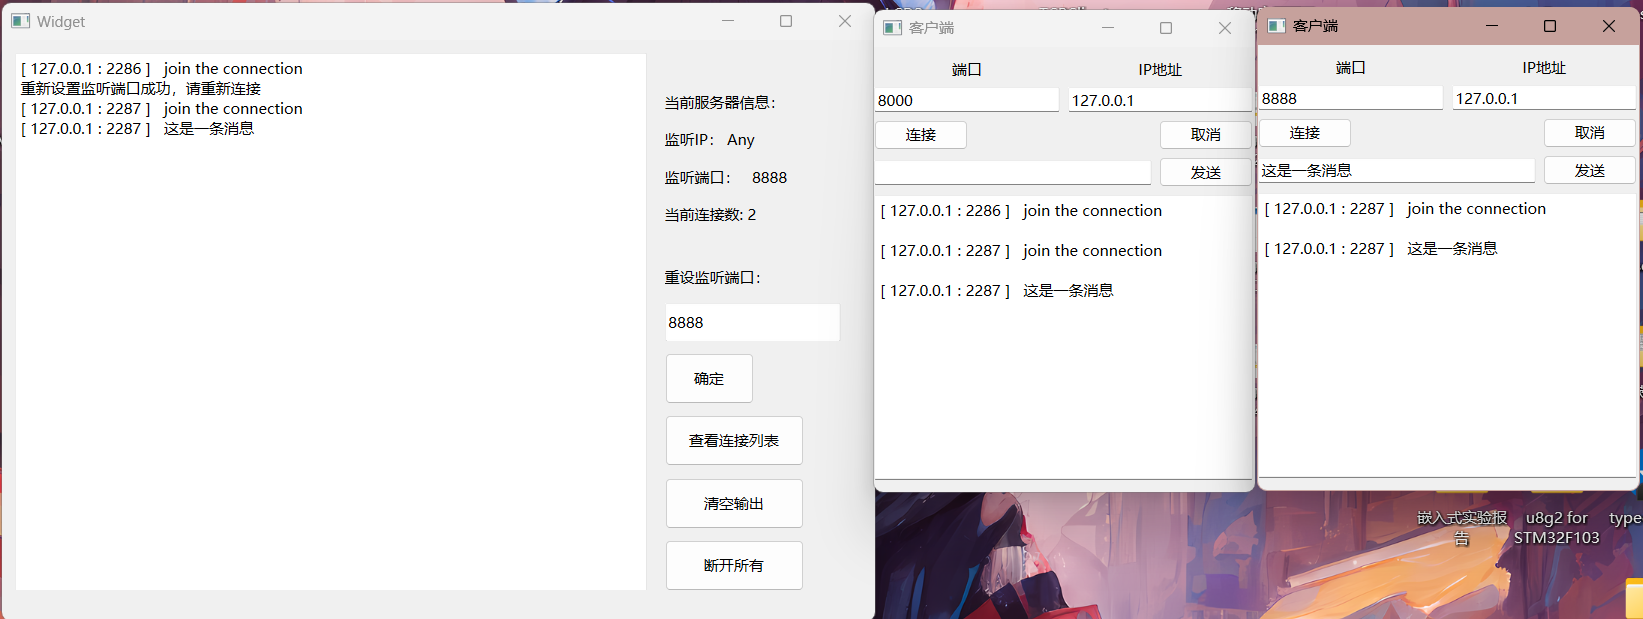 Widget
[ 127.0.0.1 : 2286 ]   join the connection
重新设置监听端口成功，请重新连接
[ 127.0.0.1 : 2287 ]   join the connection
[ 127.0.0.1 : 2287 ]   这是一条消息
当前服务器信息：
监听IP： Any
监听端口： 8888
当前连接数: 2
重设监听端口：
8888
确定
查看连接列表
清空输出
断开所有
客户端
端口 IP地址
8000 127.0.0.1
连接 取消
发送
[ 127.0.0.1 : 2286 ]   join the connection
[ 127.0.0.1 : 2287 ]   join the connection
[ 127.0.0.1 : 2287 ]   这是一条消息
客户端
端口 IP地址
8888 127.0.0.1
连接 取消
这是一条消息 发送
[ 127.0.0.1 : 2287 ]   join the connection
[ 127.0.0.1 : 2287 ]   这是一条消息
嵌入式实验报告
u8g2 for
STM32F103
type